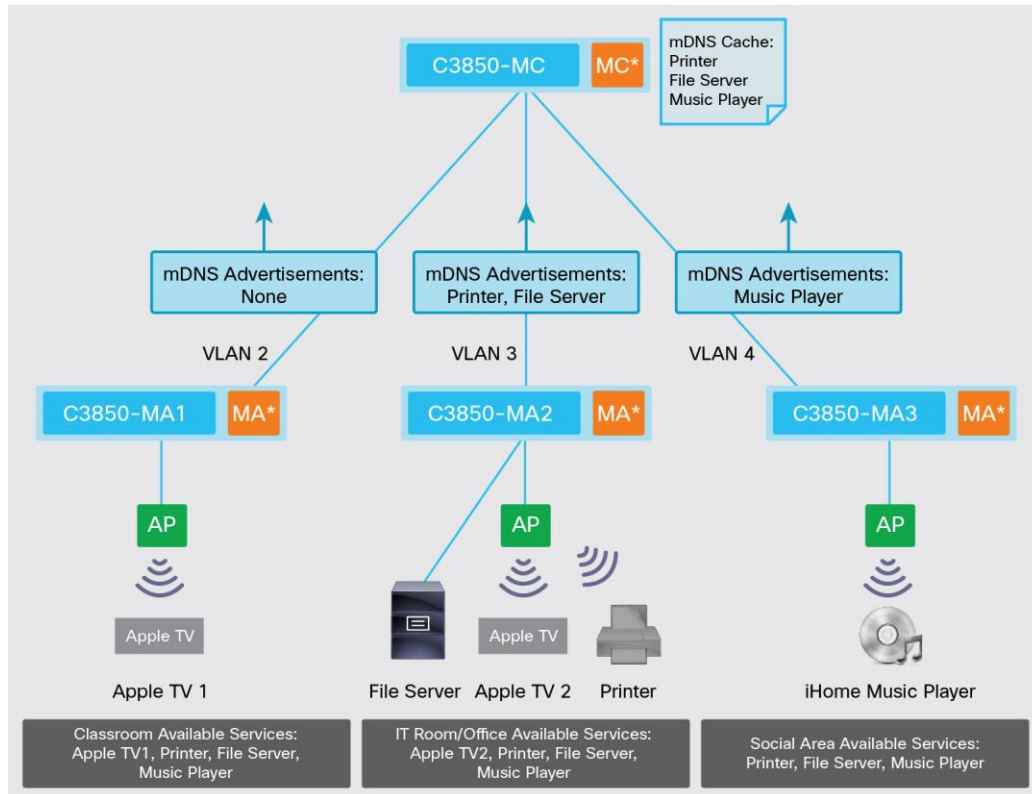 C3850-MC
MC*
mDNS Cache:
Printer
File Server
Music Player
mDNS Advertisements:
None
mDNS Advertisements:
Printer, File Server
mDNS Advertisements:
Music Player
VLAN 2
VLAN 3
VLAN 4
C3850-MA1
MA*
C3850-MA2
MA*
C3850-MA3
MA*
AP
AP
AP
Apple TV
Apple TV
Apple TV 1
File Server
Apple TV 2
Printer
iHome Music Player
Classroom Available Services:
Apple TV1, Printer, File Server,
Music Player
IT Room/Office Available Services:
Apple TV2, Printer, File Server,
Music Player
Social Area Available Services:
Printer, File Server, Music Player